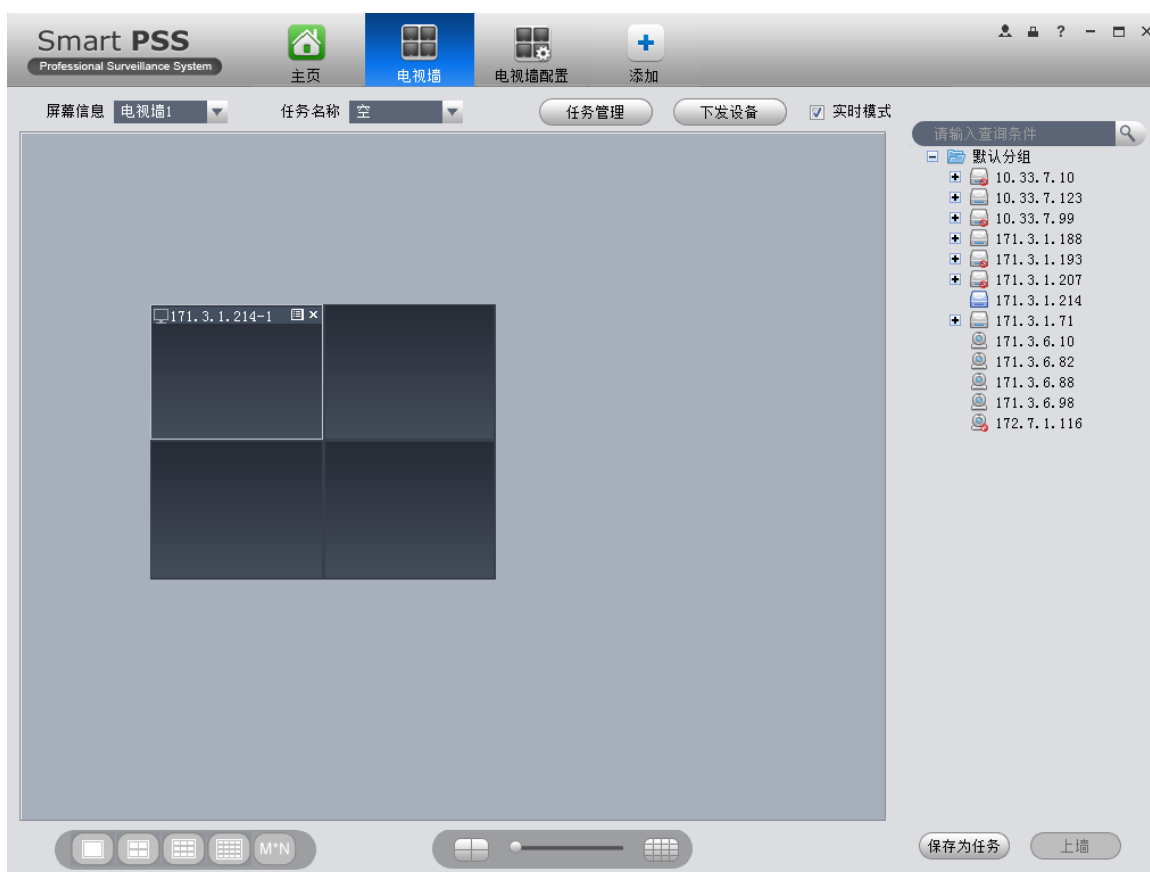 Smart PSS
Professional Surveillance System
主页
电视墙
电视墙配置
添加
?
屏幕信息 电视墙1 任务名称 空 任务管理 下发设备 实时模式
请输入查询条件
默认分组
10.33.7.10
10.33.7.123
10.33.7.99
171.3.1.188
171.3.1.193
171.3.1.207
171.3.1.214
171.3.1.71
171.3.6.10
171.3.6.82
171.3.6.88
171.3.6.98
172.7.1.116
171.3.1.214-1
M*N
保存为任务 上墙